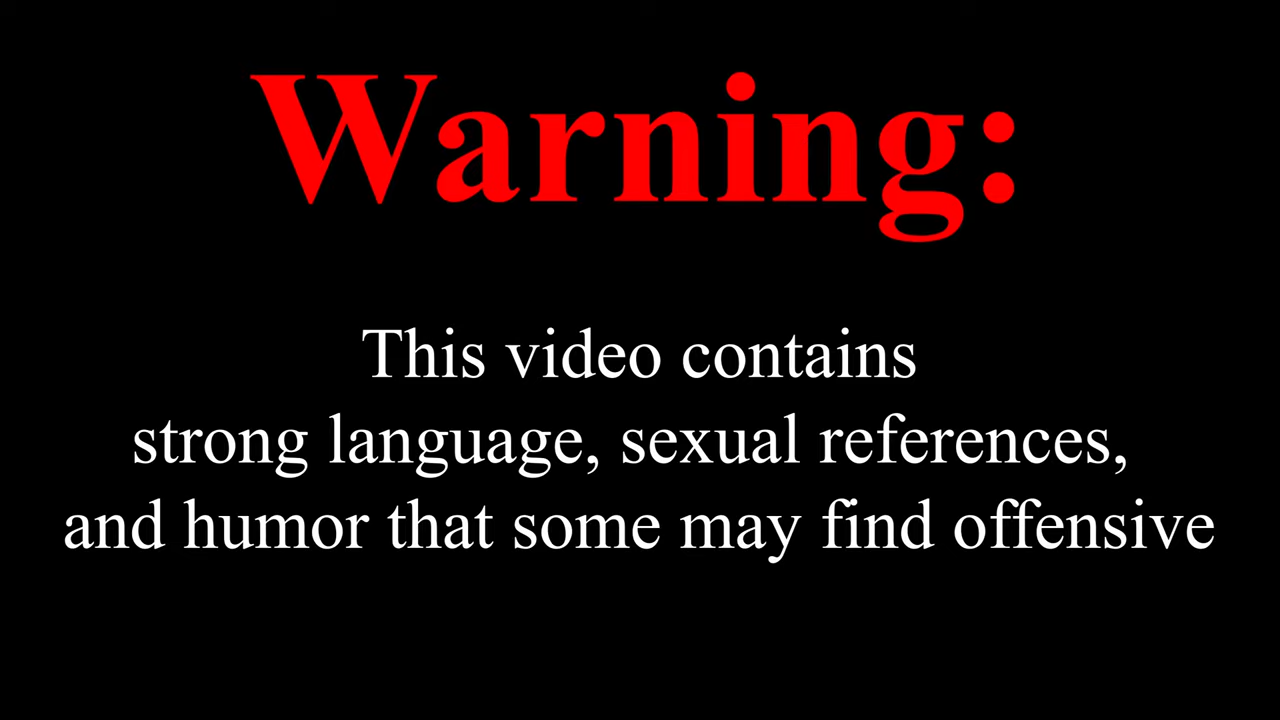 Warning:
This video contains
strong language, sexual references,
and humor that some may find offensive